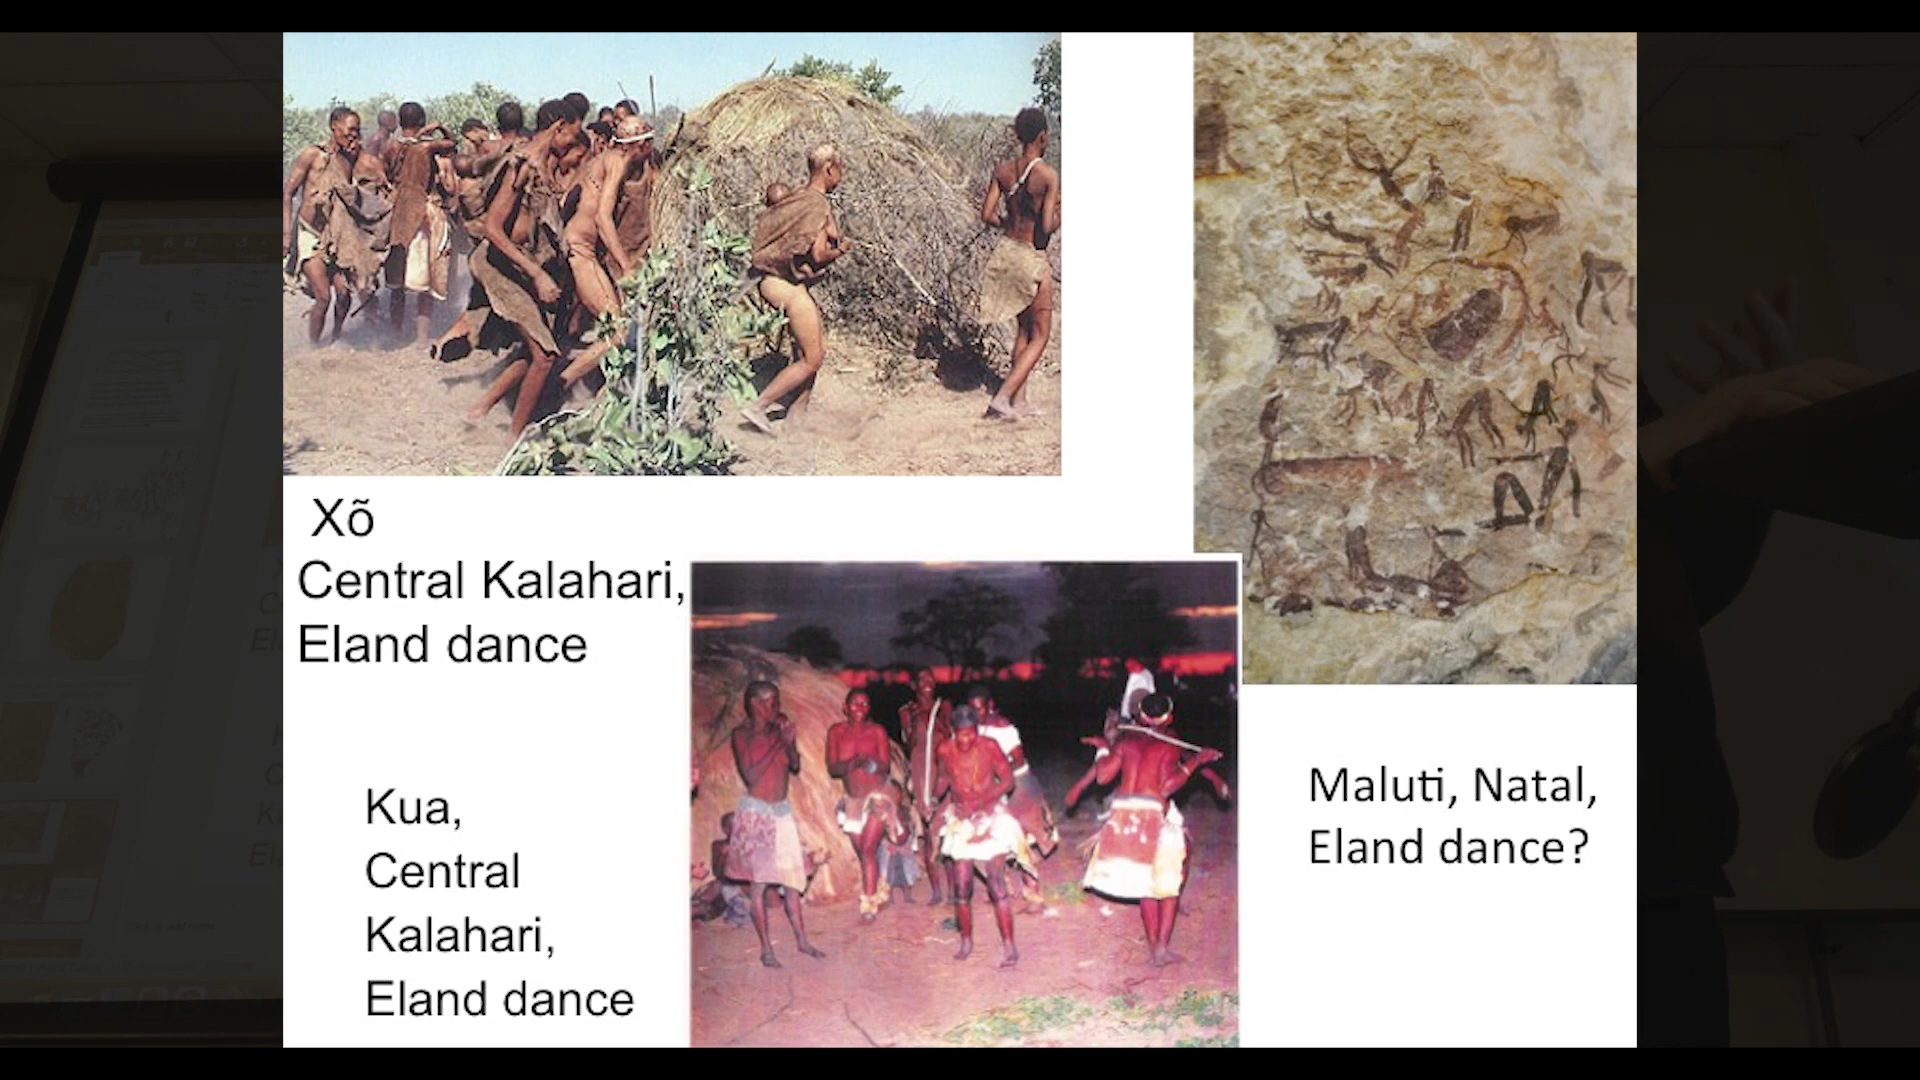 Xõ
Central Kalahari,
Eland dance
Kua,
Central
Kalahari,
Eland dance
Maluti, Natal,
Eland dance?